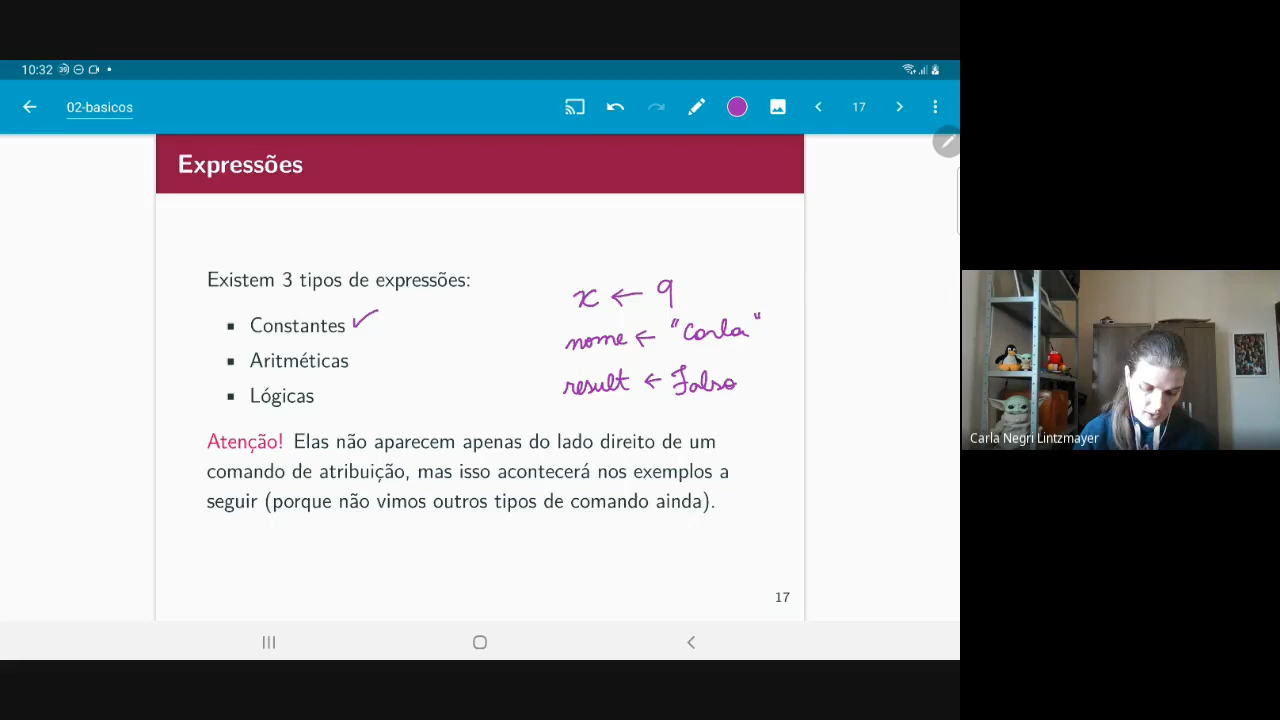 10:32
02-basicos
17
Expressões
Existem 3 tipos de expressões:
Constantes
Aritméticas
Lógicas
x ← 9
nome ← "Carla"
result ← Falso
Atenção! Elas não aparecem apenas do lado direito de um
comando de atribuição, mas isso acontecerá nos exemplos a
seguir (porque não vimos outros tipos de comando ainda).
17
Carla Negri Lintzmayer